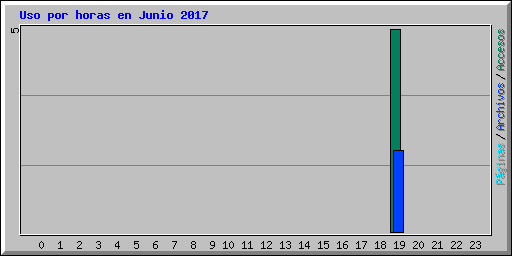 Uso por horas en Junio 2017
5
Páginas / Archivos / Accesos
0 1 2 3 4 5 6 7 8 9 10 11 12 13 14 15 16 17 18 19 20 21 22 23